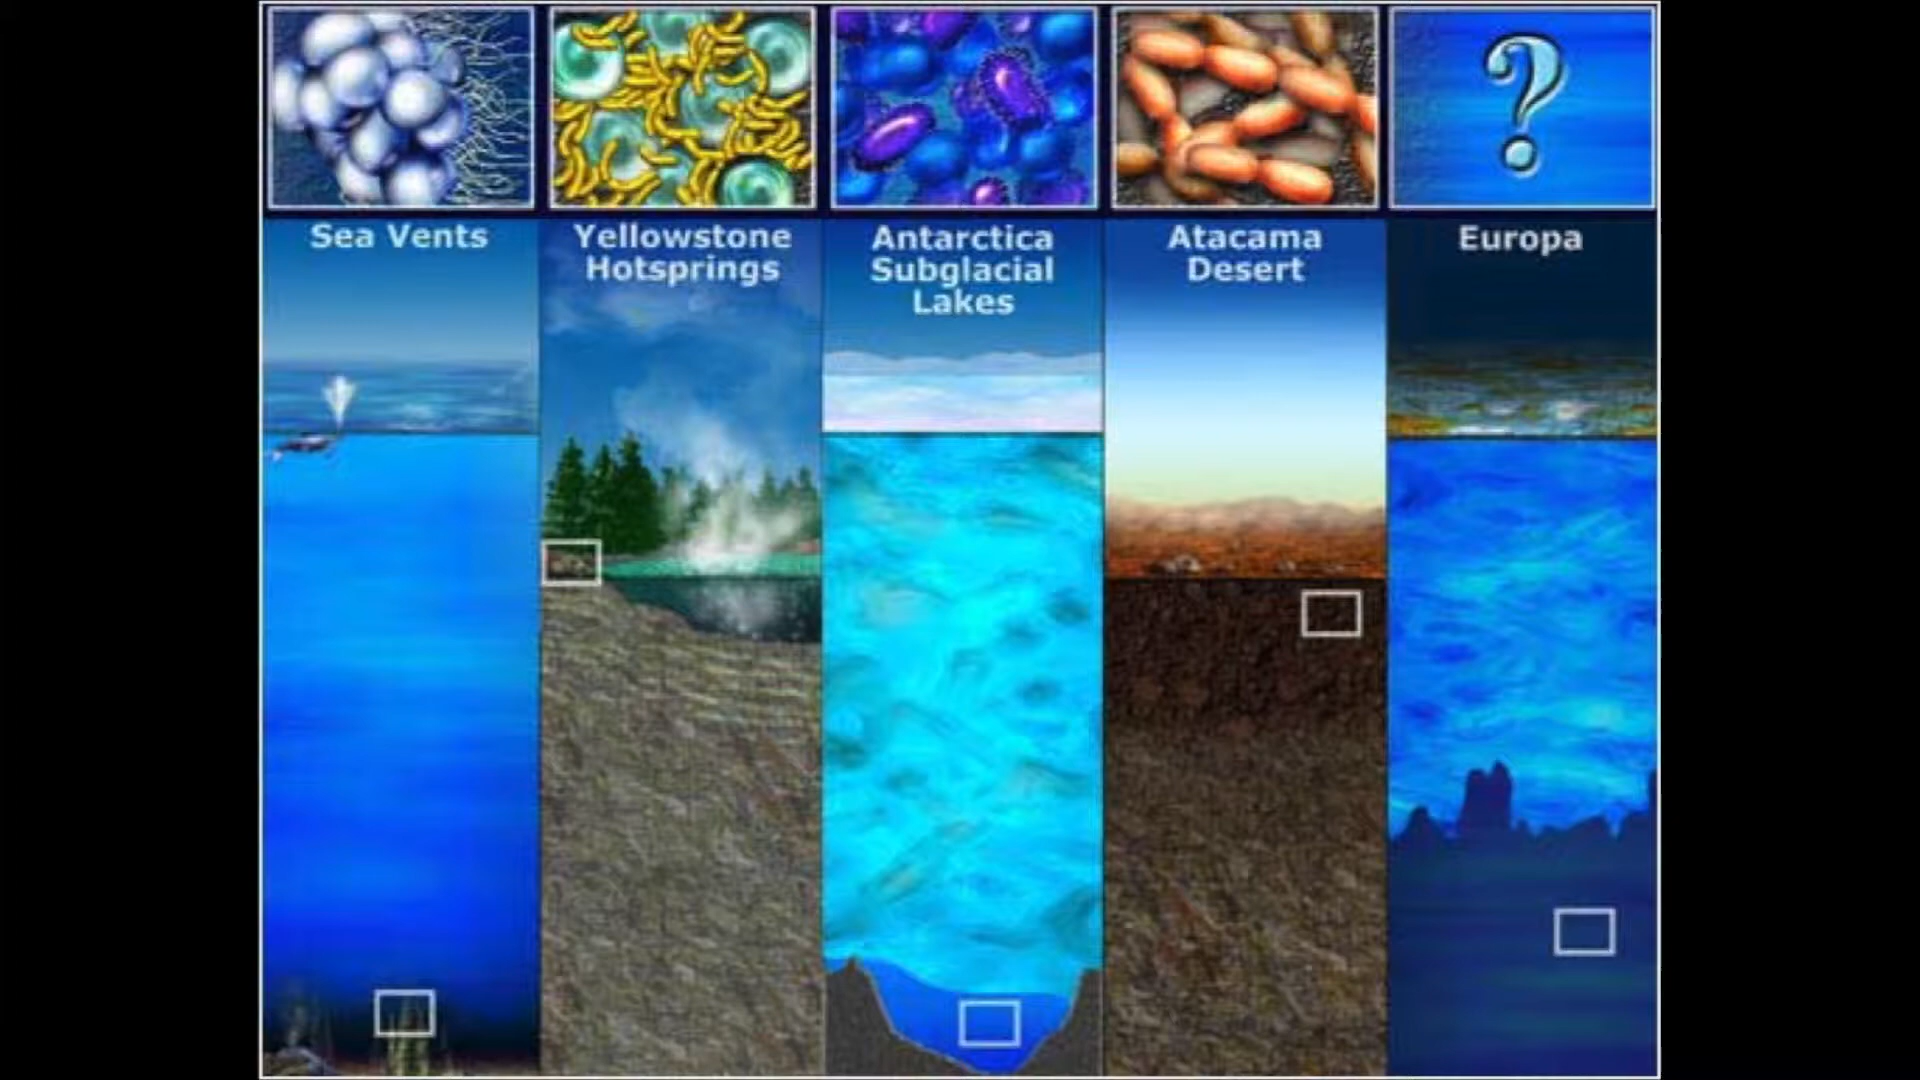 ?
Sea Vents
Yellowstone
Hotsprings
Antarctica
Subglacial
Lakes
Atacama
Desert
Europa